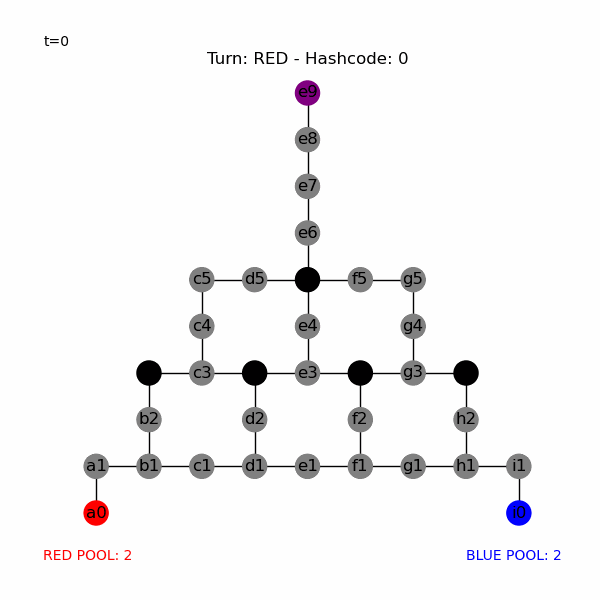 t=0
Turn: RED - Hashcode: 0
e9
e8
e7
e6
c5 d5 f5 g5
c4 e4 g4
c3 e3 g3
b2 d2 f2 h2
a1 b1 c1 d1 e1 f1 g1 h1 i1
a0 i0
RED POOL: 2 BLUE POOL: 2